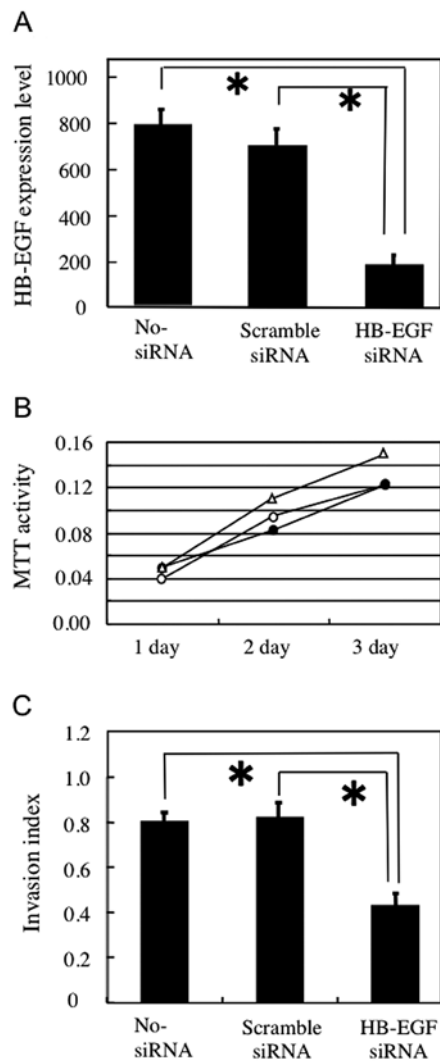 A
HB-EGF expression level
1000
800
600
400
200
0
No-
siRNA
Scramble
siRNA
HB-EGF
siRNA
*
*
B
MTT activity
0.16
0.12
0.08
0.04
0.00
1 day
2 day
3 day
C
Invasion index
1.2
1.0
0.8
0.6
0.4
0.2
0
No-
siRNA
Scramble
siRNA
HB-EGF
siRNA
*
*